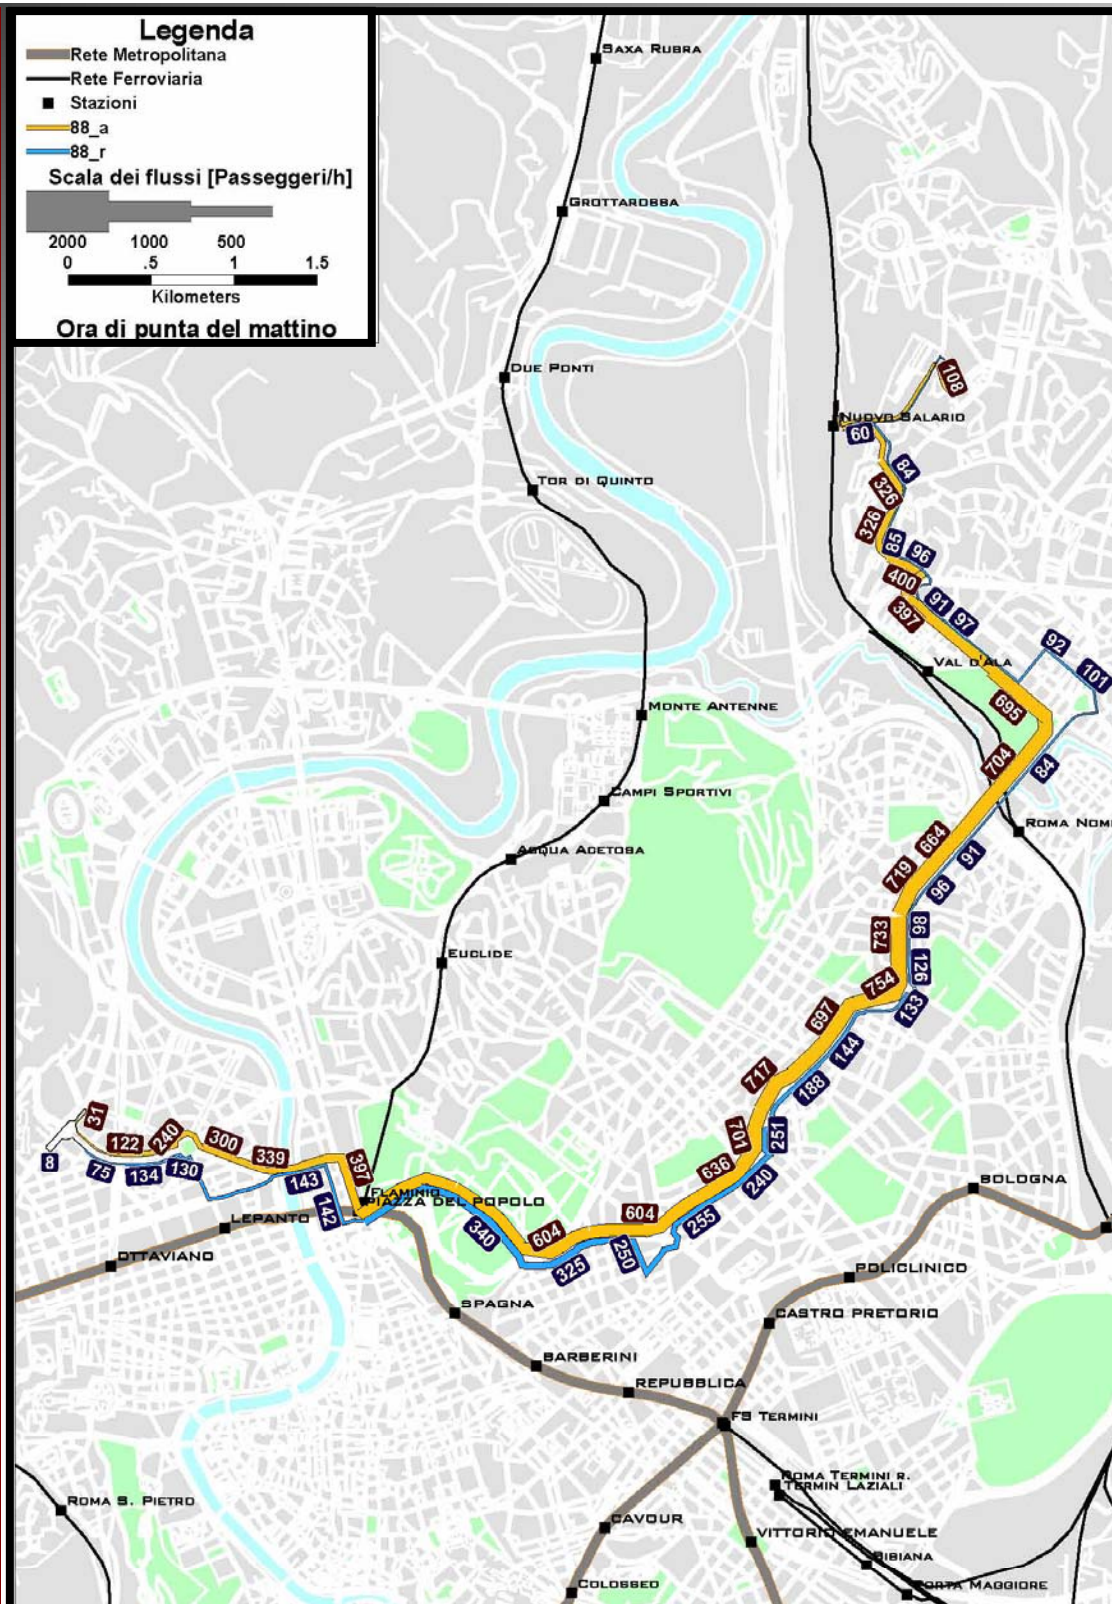 Legenda
Rete Metropolitana
Rete Ferroviaria
Stazioni
88_a
88_r
Scala dei flussi [Passeggeri/h]
2000 1000 500
0 .5 1 1.5
Kilometers
Ora di punta del mattino
SAXA RUBRA
GROTTAROSSA
DUE PONTI
108
NUOVO SALARIO
60
84
TOR DI QUINTO
326
326
85
96
400
397
91
97
92
VAL D'ALA
101
695
MONTE ANTENNE
704
84
CAMPI SPORTIVI
ROMA NOM
664
91
ACQUA ACETOSA
719
96
733
86
EUCLIDE
126
754
133
697
144
717
188
31
122
240
300
701
251
8
75
134
130
339
143
397
636
240
FLAMINIO
PIAZZA DEL POPOLO
142
LEPANTO
340
604
604
255
BOLOGNA
OTTAVIANO
325
250
POLICLINICO
SPAGNA
CASTRO PRETORIO
BARBERINI
REPUBBLICA
FS TERMINI
ROMA TERMINI R.
TERMIN LAZIALI
ROMA S. PIETRO
CAVOUR
VITTORIO EMANUELE
BIBIANA
COLOSSEO
PORTA MAGGIORE